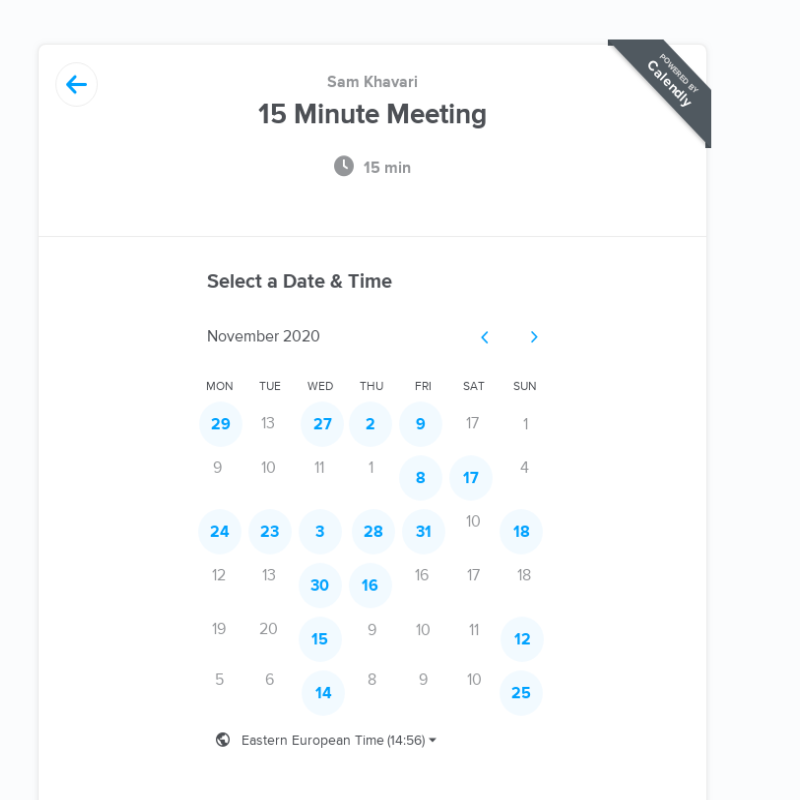 Sam Khavari
POWERED BY
Calendly
15 Minute Meeting
15 min
Select a Date & Time
November 2020
MON TUE WED THU FRI SAT SUN
29 13 27 2 9 17 1
9 10 11 1 8 17 4
24 23 3 28 31 10 18
12 13 30 16 16 17 18
19 20 15 9 10 11 12
5 6 14 8 9 10 25
Eastern European Time (14:56)